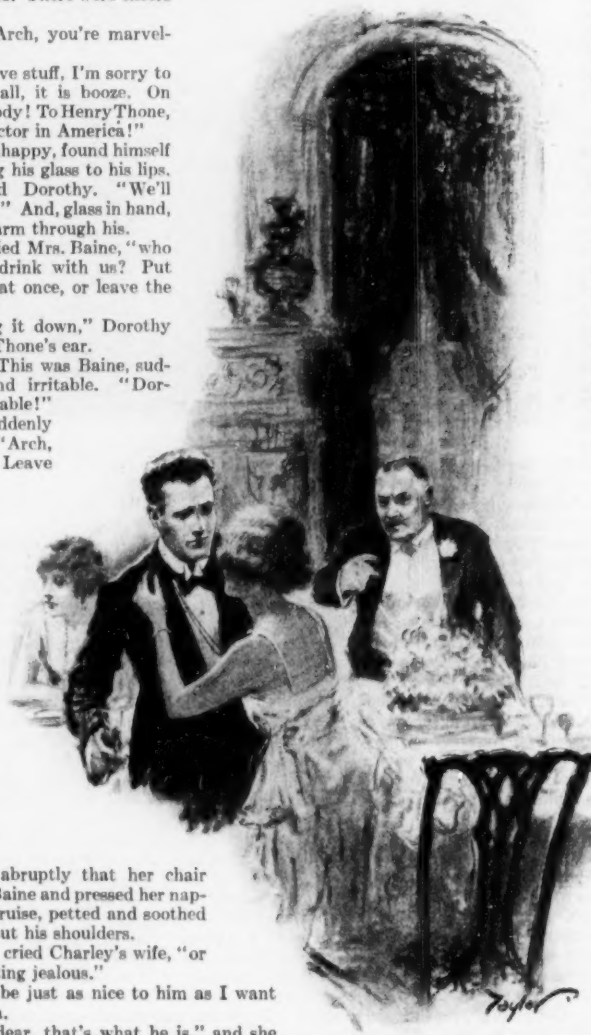 Arch, you're marvel-
ve stuff, I'm sorry to
all, it is booze. On
ody! To Henry Thone,
ctor in America!"
happy, found himself
g his glass to his lips.
d Dorothy. "We'll
" And, glass in hand,
arm through his.
ied Mrs. Baine, "who
drink with us? Put
at once, or leave the
g it down," Dorothy
Thone's ear.
This was Baine, sud-
nd irritable. "Dor-
able!"
ddenly
"Arch,
Leave
abruptly that her chair
Baine and pressed her nap-
ruise, petted and soothed
ut his shoulders.
cried Charley's wife, "or
ting jealous."
be just as nice to him as I want
dear, that's what he is," and she
Taylor